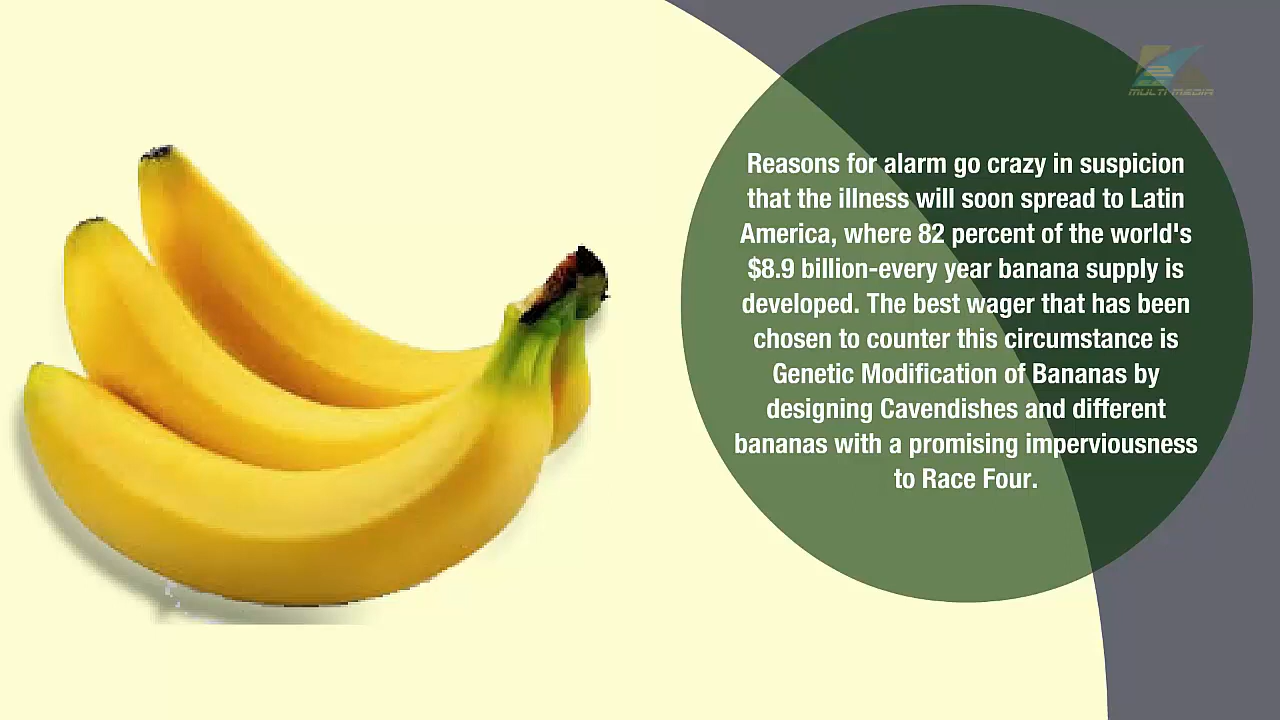 MULTI MEDIA
Reasons for alarm go crazy in suspicion
that the illness will soon spread to Latin
America, where 82 percent of the world's
$8.9 billion-every year banana supply is
developed. The best wager that has been
chosen to counter this circumstance is
Genetic Modification of Bananas by
designing Cavendishes and different
bananas with a promising imperviousness
to Race Four.